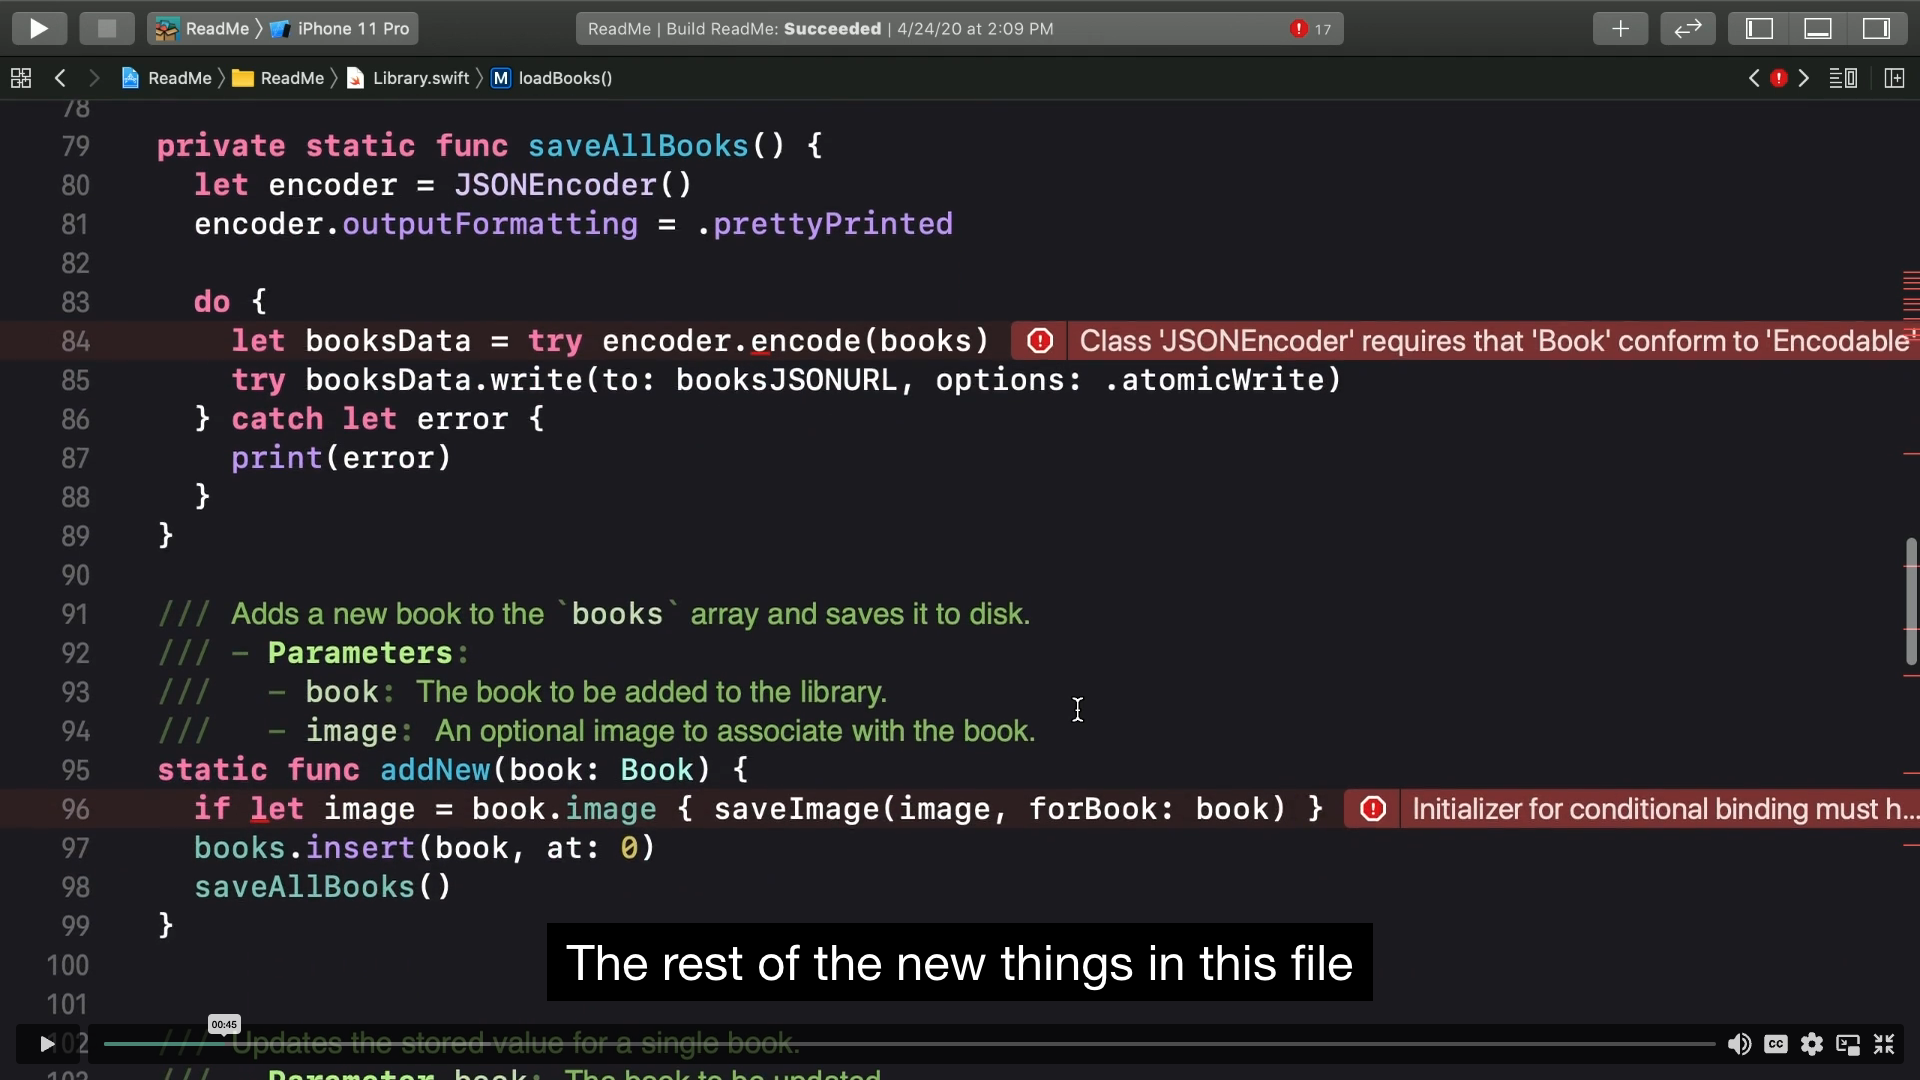 ReadMe 〉 iPhone 11 Pro
ReadMe | Build ReadMe: Succeeded | 4/24/20 at 2:09 PM
17
ReadMe 〉 ReadMe 〉 Library.swift 〉 M loadBooks()
78
79 private static func saveAllBooks() {
80 let encoder = JSONEncoder()
81 encoder.outputFormatting = .prettyPrinted
82
83 do {
84 let booksData = try encoder.encode(books) Class 'JSONEncoder' requires that 'Book' conform to 'Encodable'
85 try booksData.write(to: booksJSONURL, options: .atomicWrite)
86 } catch let error {
87 print(error)
88 }
89 }
90
91 /// Adds a new book to the `books` array and saves it to disk.
92 /// - Parameters:
93 /// - book: The book to be added to the library.
94 /// - image: An optional image to associate with the book.
95 static func addNew(book: Book) {
96 if let image = book.image { saveImage(image, forBook: book) } Initializer for conditional binding must h...
97 books.insert(book, at: 0)
98 saveAllBooks()
99 }
The rest of the new things in this file
100
101
00:45
102 /// Updates the stored value for a single book.
CC
103 /// - Parameter book: The book to be updated.